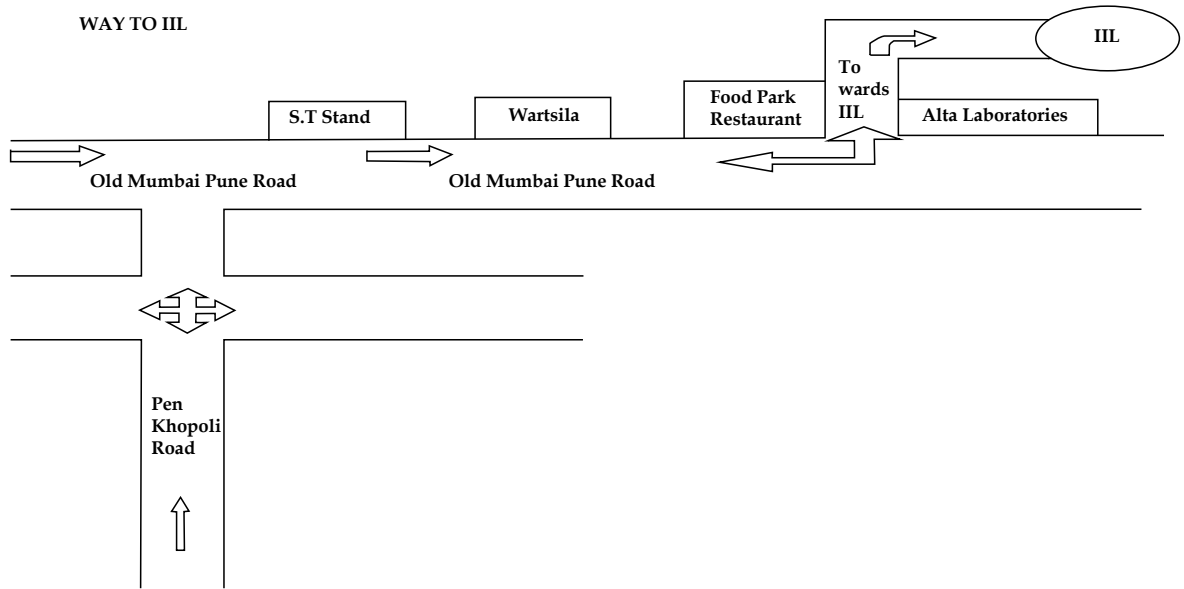 WAY TO IIL
IIL
To
wards
IIL
Food Park
Restaurant
S.T Stand
Wartsila
Alta Laboratories
Old Mumbai Pune Road
Old Mumbai Pune Road
Pen
Khopoli
Road